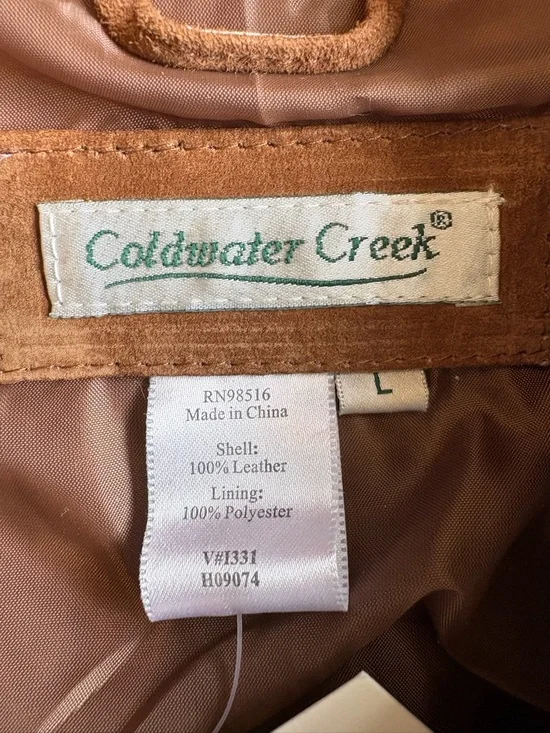 Coldwater Creek®
L
RN98516
Made in China
Shell:
100% Leather
Lining:
100% Polyester
V#I331
H09074